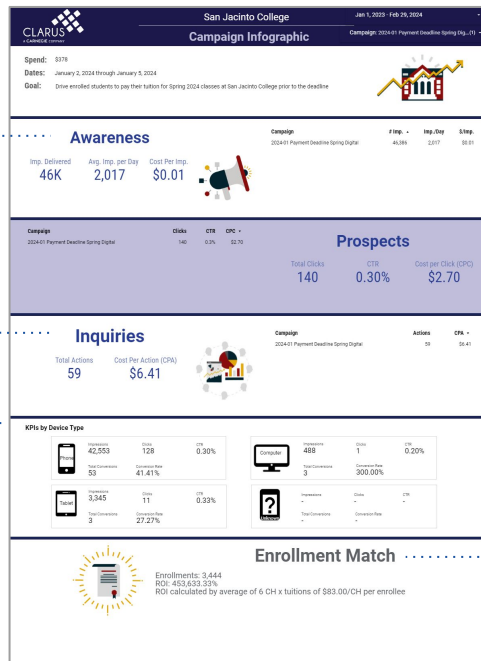 CLARUS
A CARNEGIE COMPANY
San Jacinto College
Campaign Infographic
Jan 1, 2023 - Feb 29, 2024
Campaign: 2024-01 Payment Deadline Spring Dig...(1)
Spend: $378
Dates: January 2, 2024 through January 5, 2024
Goal: Drive enrolled students to pay their tuition for Spring 2024 classes at San Jacinto College prior to the deadline
Awareness
Imp. Delivered Avg. Imp. per Day Cost Per Imp.
46K 2,017 $0.01
Campaign # Imp. Imp./Day $/Imp.
2024-01 Payment Deadline Spring Digital 46,386 2,017 $0.01
Campaign Clicks CTR CPC
2024-01 Payment Deadline Spring Digital 140 0.3% $2.70
Prospects
Total Clicks CTR Cost per Click (CPC)
140 0.30% $2.70
Inquiries
Total Actions Cost Per Action (CPA)
59 $6.41
Campaign Actions CPA
2024-01 Payment Deadline Spring Digital 59 $6.41
KPIs by Device Type
Phone
Impressions Clicks CTR
42,553 128 0.30%
Total Conversions Conversion Rate
53 41.41%
Computer
Impressions Clicks CTR
488 1 0.20%
Total Conversions Conversion Rate
3 300.00%
Tablet
Impressions Clicks CTR
3,345 11 0.33%
Total Conversions Conversion Rate
3 27.27%
?
Unknown
Impressions Clicks CTR
- - -
Total Conversions Conversion Rate
- -
Enrollment Match
Enrollments: 3,444
ROI: 453,633.33%
ROI calculated by average of 6 CH x tuitions of $83.00/CH per enrollee